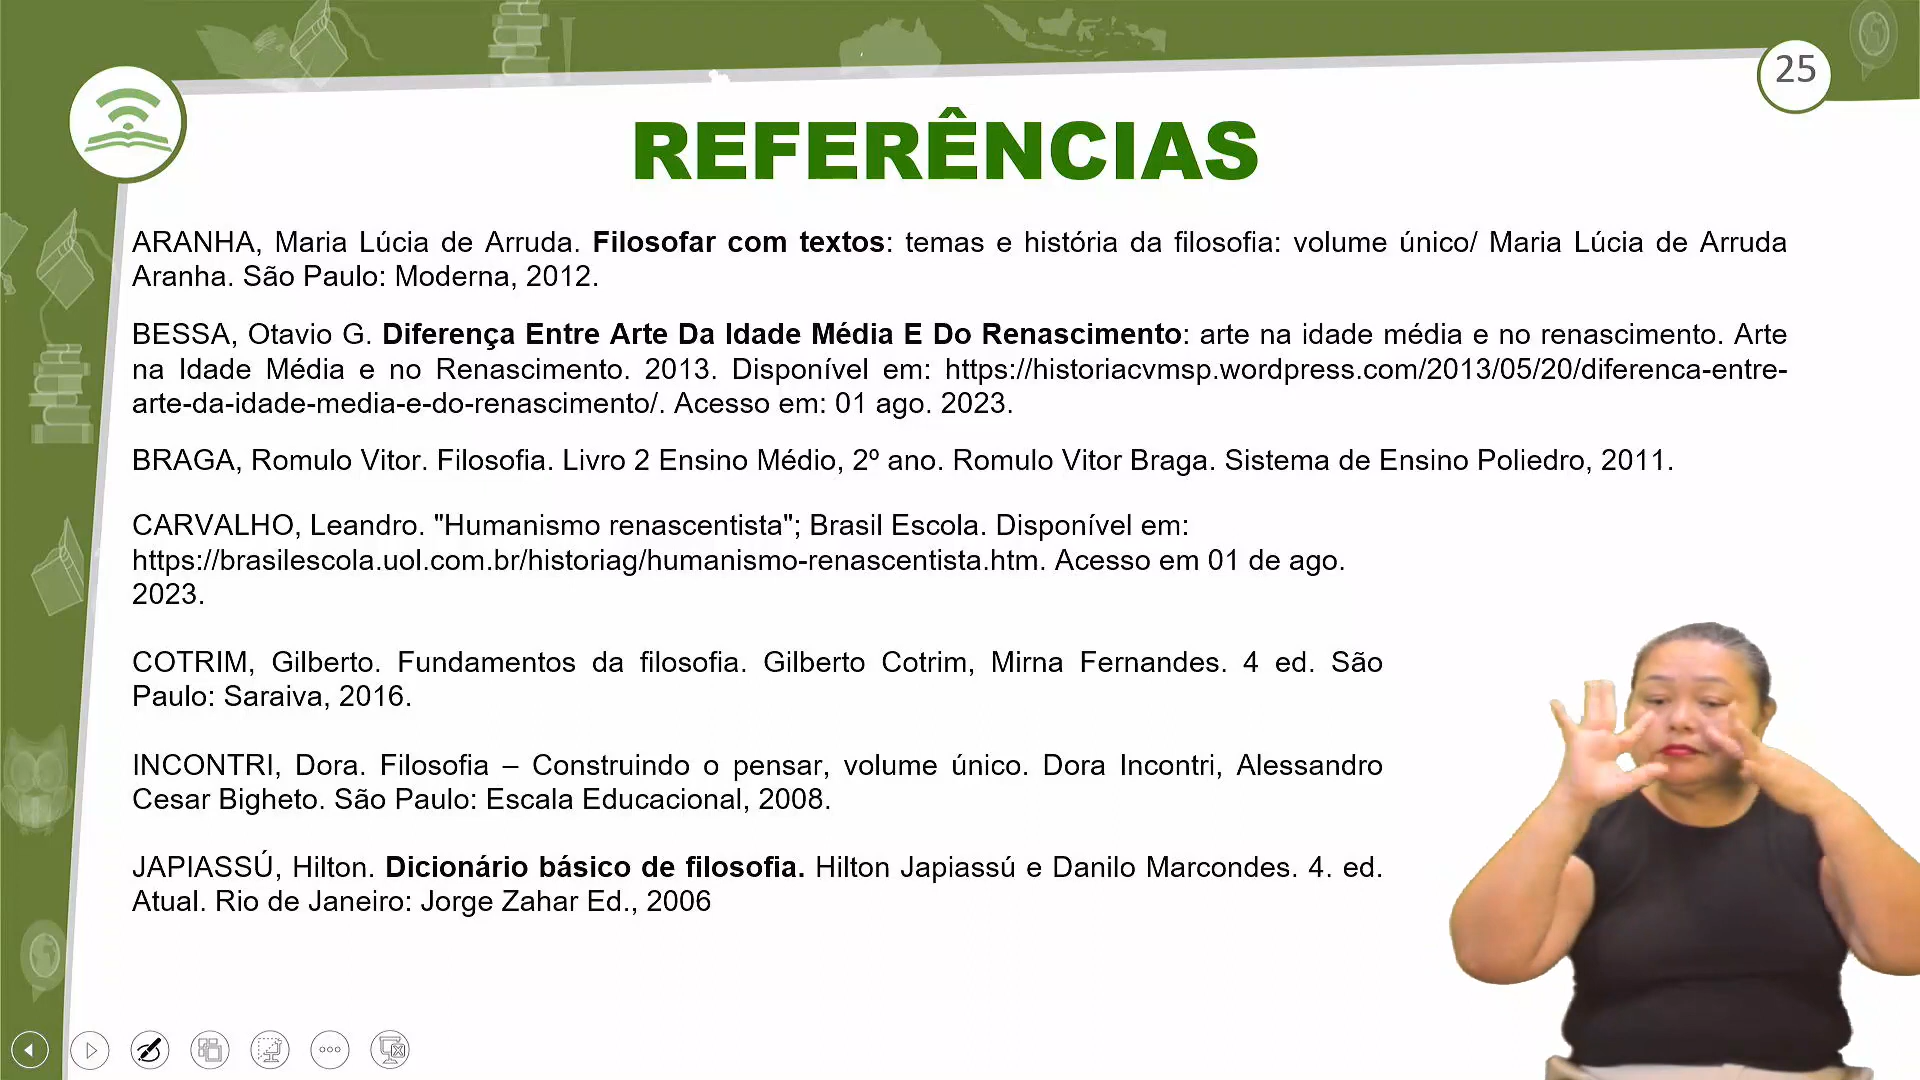 25
REFERÊNCIAS
ARANHA, Maria Lúcia de Arruda. Filosofar com textos: temas e história da filosofia: volume único/ Maria Lúcia de Arruda
Aranha. São Paulo: Moderna, 2012.
BESSA, Otavio G. Diferença Entre Arte Da Idade Média E Do Renascimento: arte na idade média e no renascimento. Arte
na Idade Média e no Renascimento. 2013. Disponível em: https://historiacvmsp.wordpress.com/2013/05/20/diferenca-entre-
arte-da-idade-media-e-do-renascimento/. Acesso em: 01 ago. 2023.
BRAGA, Romulo Vitor. Filosofia. Livro 2 Ensino Médio, 2º ano. Romulo Vitor Braga. Sistema de Ensino Poliedro, 2011.
CARVALHO, Leandro. "Humanismo renascentista"; Brasil Escola. Disponível em:
https://brasilescola.uol.com.br/historiag/humanismo-renascentista.htm. Acesso em 01 de ago.
2023.
COTRIM, Gilberto. Fundamentos da filosofia. Gilberto Cotrim, Mirna Fernandes. 4 ed. São
Paulo: Saraiva, 2016.
INCONTRI, Dora. Filosofia – Construindo o pensar, volume único. Dora Incontri, Alessandro
Cesar Bigheto. São Paulo: Escala Educacional, 2008.
JAPIASSÚ, Hilton. Dicionário básico de filosofia. Hilton Japiassú e Danilo Marcondes. 4. ed.
Atual. Rio de Janeiro: Jorge Zahar Ed., 2006